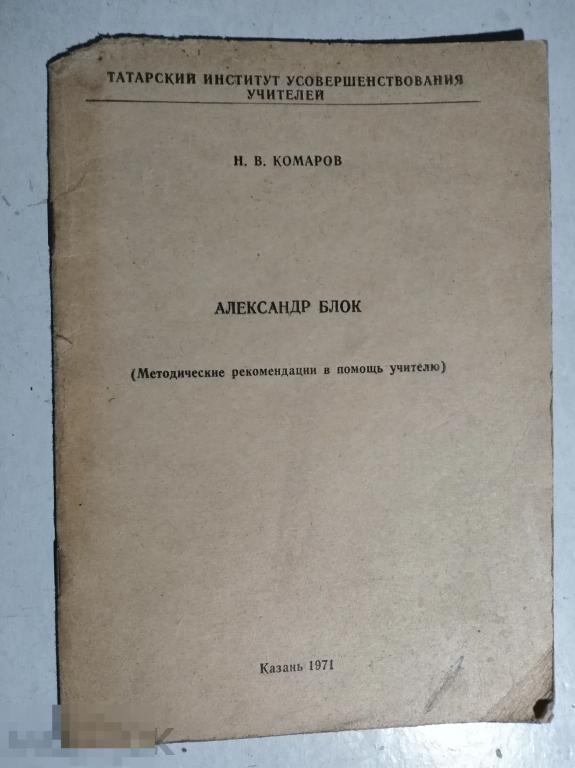 ТАТАРСКИЙ ИНСТИТУТ УСОВЕРШЕНСТВОВАНИЯ
УЧИТЕЛЕЙ
Н. В. КОМАРОВ
АЛЕКСАНДР БЛОК
(Методические рекомендации в помощь учителю)
Казань 1971